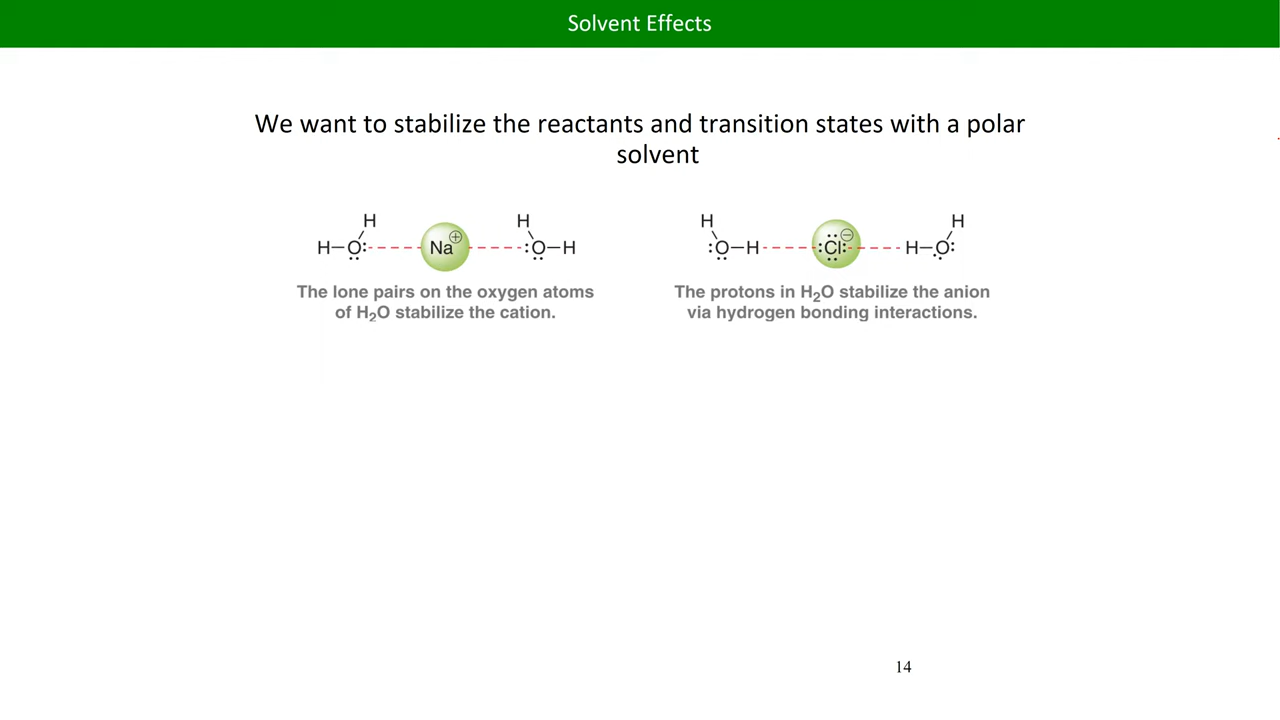 Solvent Effects
We want to stabilize the reactants and transition states with a polar
solvent
H H H H
H–O: Na⊕ :O–H :O–H :Cl:⊖ H–O:
The lone pairs on the oxygen atoms The protons in H₂O stabilize the anion
of H₂O stabilize the cation. via hydrogen bonding interactions.
14